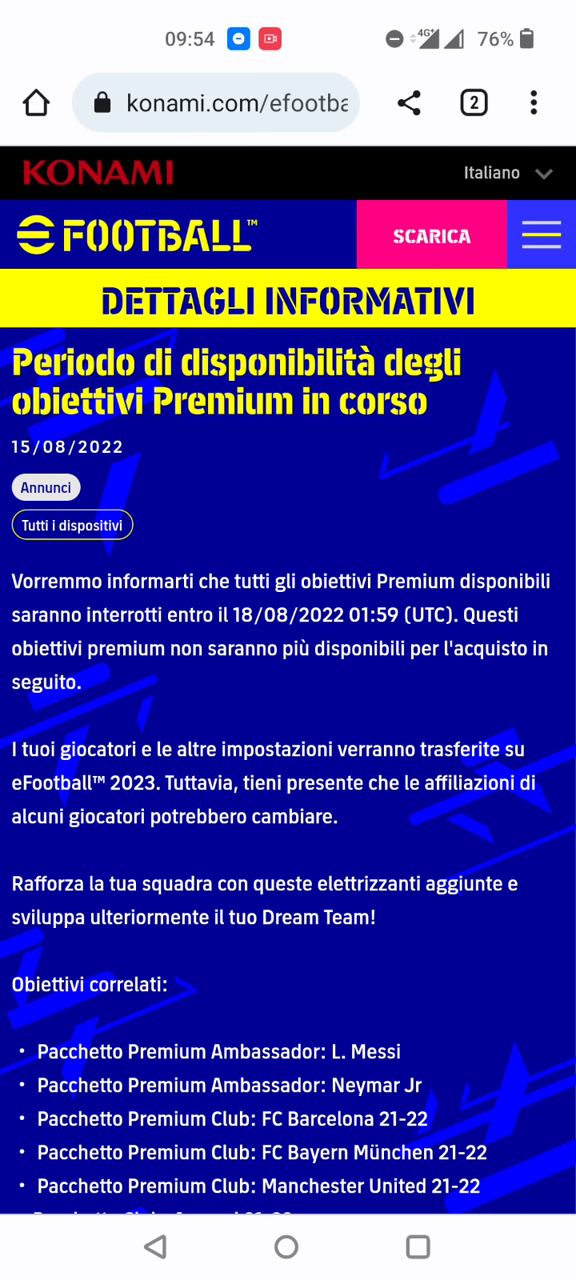 09:54
4G+
76%
konami.com/efootba
2
KONAMI
Italiano
FOOTBALL™
SCARICA
DETTAGLI INFORMATIVI
Periodo di disponibilità degli
obiettivi Premium in corso
15/08/2022
Annunci
Tutti i dispositivi
Vorremmo informarti che tutti gli obiettivi Premium disponibili
saranno interrotti entro il 18/08/2022 01:59 (UTC). Questi
obiettivi premium non saranno più disponibili per l'acquisto in
seguito.
I tuoi giocatori e le altre impostazioni verranno trasferite su
eFootball™ 2023. Tuttavia, tieni presente che le affiliazioni di
alcuni giocatori potrebbero cambiare.
Rafforza la tua squadra con queste elettrizzanti aggiunte e
sviluppa ulteriormente il tuo Dream Team!
Obiettivi correlati:
・ Pacchetto Premium Ambassador: L. Messi
・ Pacchetto Premium Ambassador: Neymar Jr
・ Pacchetto Premium Club: FC Barcelona 21-22
・ Pacchetto Premium Club: FC Bayern München 21-22
・ Pacchetto Premium Club: Manchester United 21-22